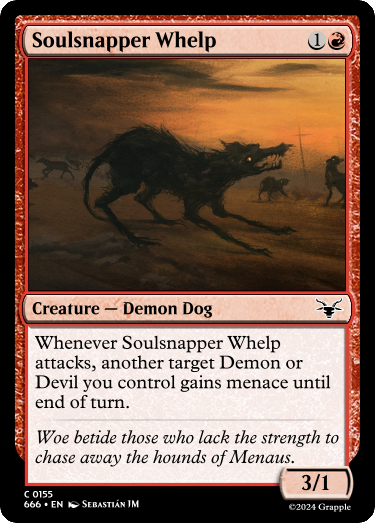 Soulsnapper Whelp 1
Creature — Demon Dog
Whenever Soulsnapper Whelp
attacks, another target Demon or
Devil you control gains menace until
end of turn.
Woe betide those who lack the strength to
chase away the hounds of Menaus.
3/1
C 0155
666 • EN Sebastián JM
©2024 Grapple